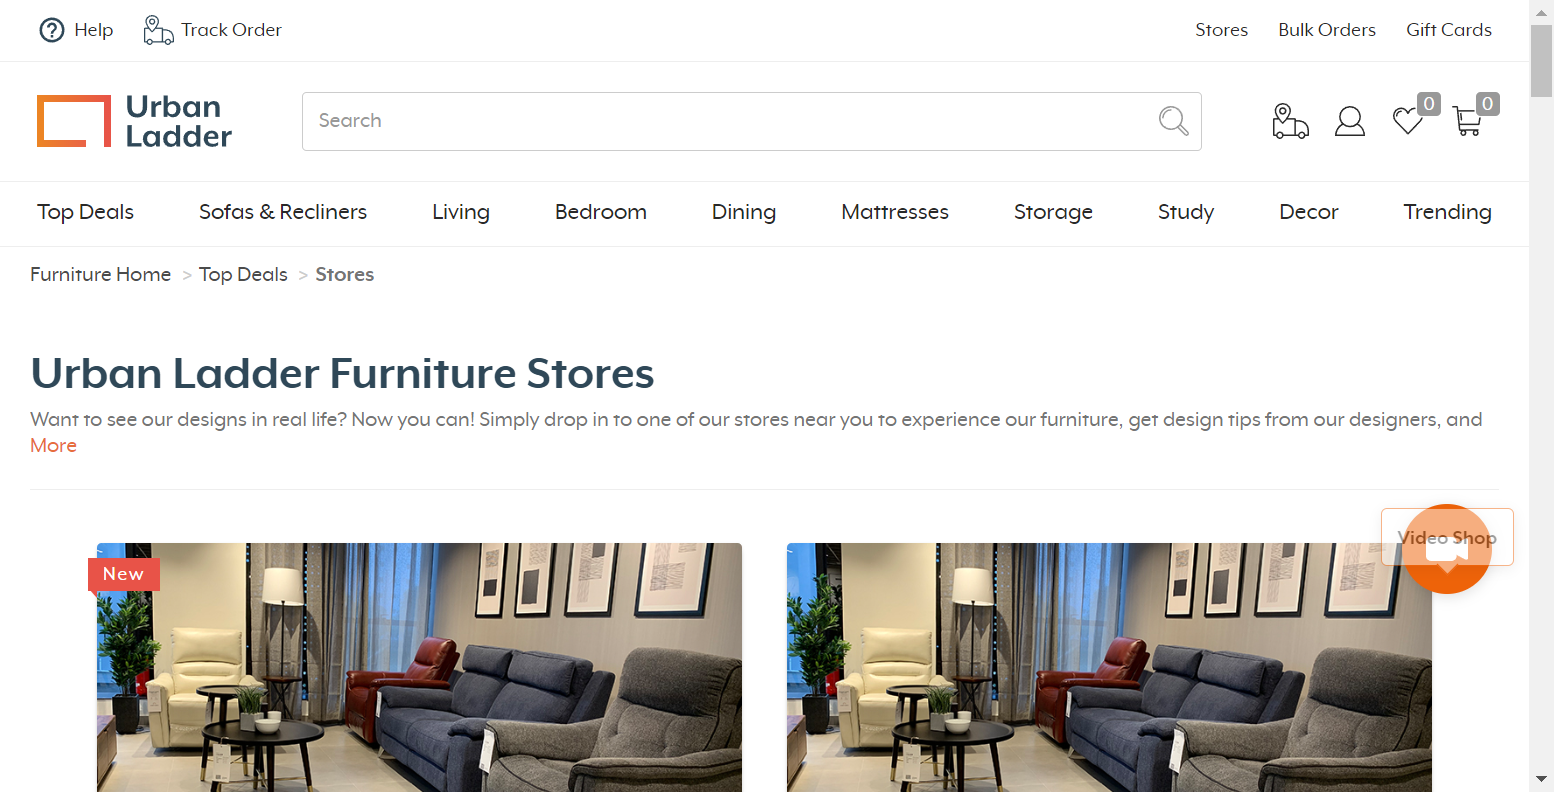 Help
Track Order
Stores
Bulk Orders
Gift Cards
Urban
Ladder
Search
0
0
Top Deals
Sofas & Recliners
Living
Bedroom
Dining
Mattresses
Storage
Study
Decor
Trending
Furniture Home > Top Deals > Stores
Urban Ladder Furniture Stores
Want to see our designs in real life? Now you can! Simply drop in to one of our stores near you to experience our furniture, get design tips from our designers, and
More
Video Shop
New